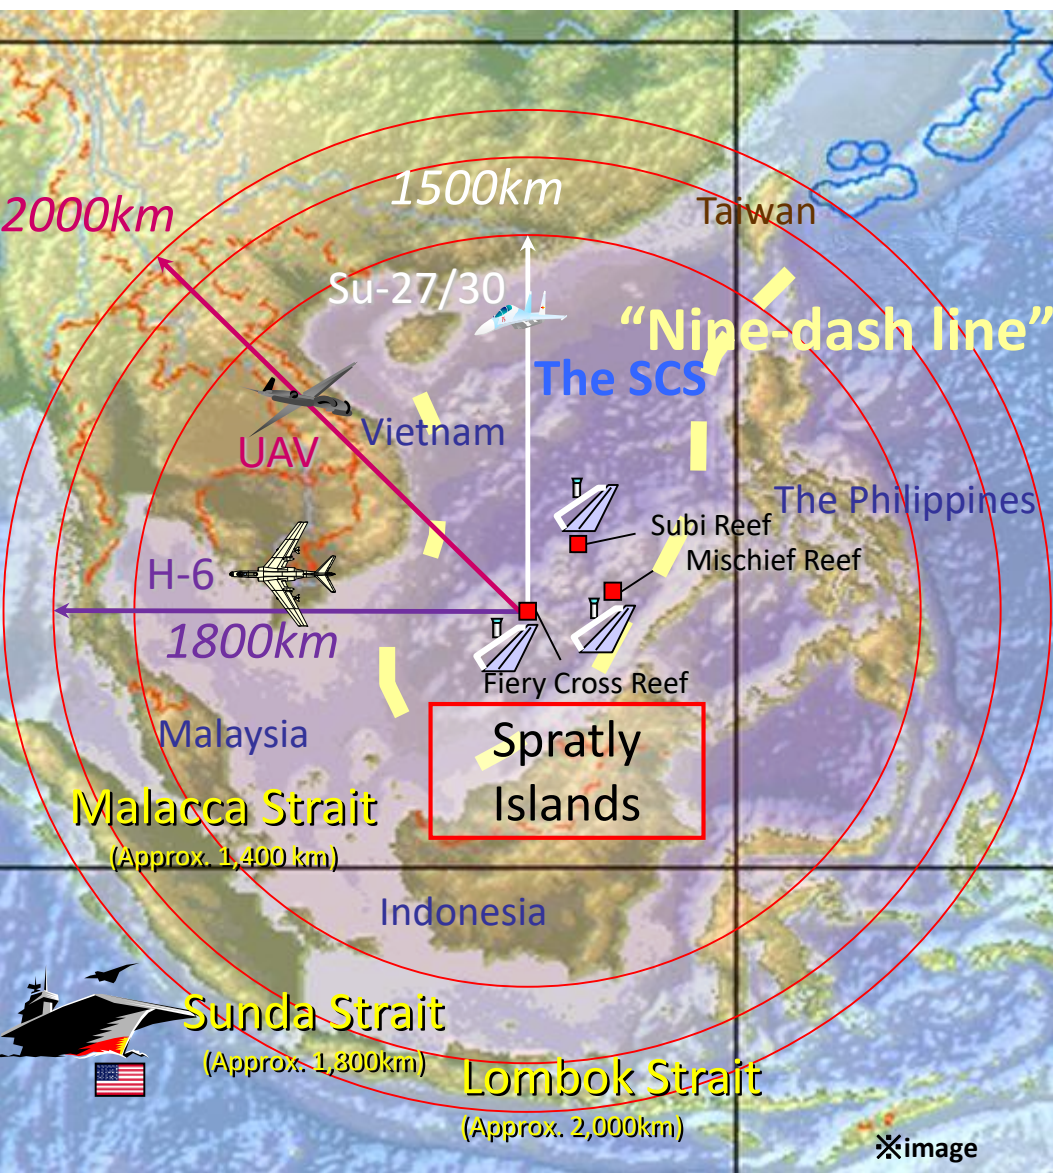 1500km
2000km
Taiwan
Su-27/30
“Nine-dash line”
The SCS
Vietnam
UAV
The Philippines
Subi Reef
Mischief Reef
H-6
1800km
Fiery Cross Reef
Spratly
Islands
Malaysia
Malacca Strait
(Approx. 1,400 km)
Indonesia
Sunda Strait
(Approx. 1,800km)
Lombok Strait
(Approx. 2,000km)
※image